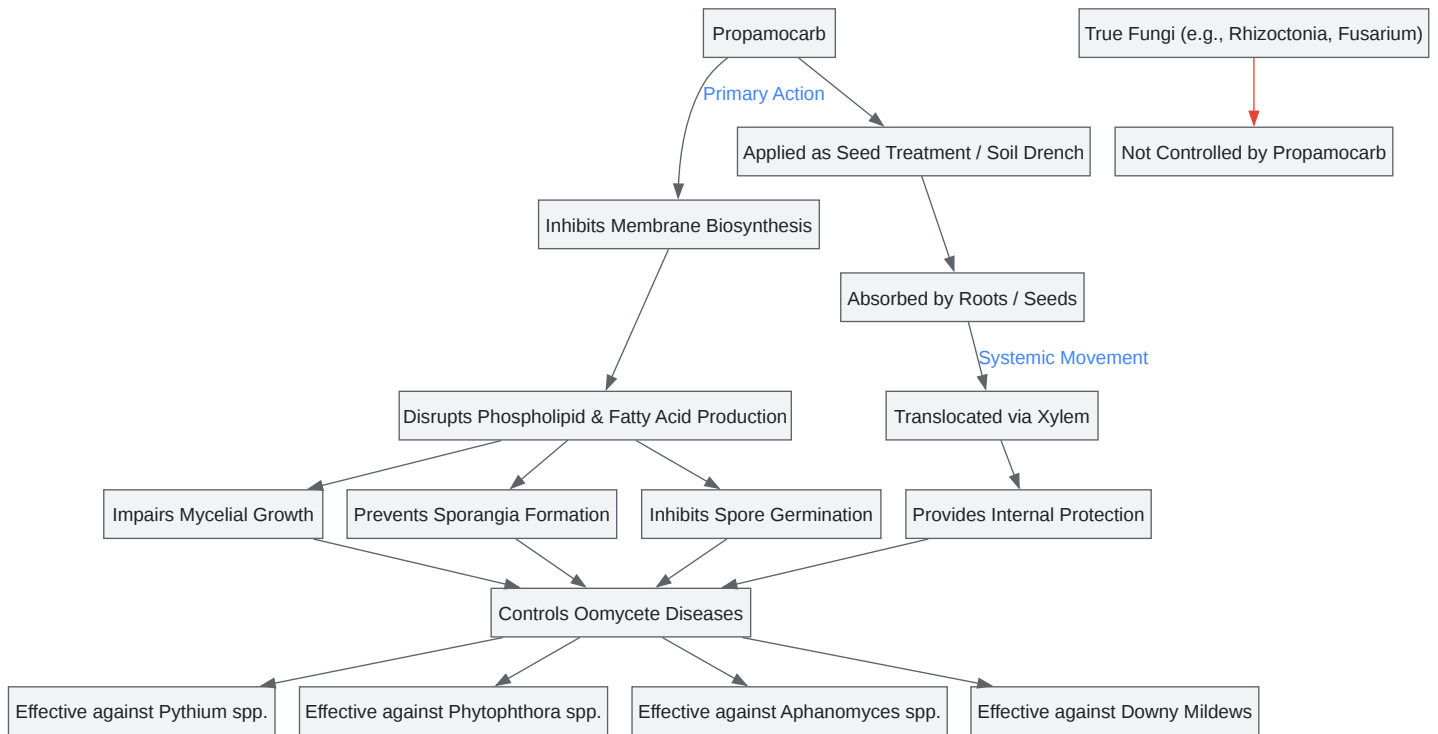 Propamocarb
True Fungi (e.g., Rhizoctonia, Fusarium)
Primary Action
Applied as Seed Treatment / Soil Drench
Not Controlled by Propamocarb
Inhibits Membrane Biosynthesis
Absorbed by Roots / Seeds
Systemic Movement
Disrupts Phospholipid & Fatty Acid Production
Translocated via Xylem
Impairs Mycelial Growth
Prevents Sporangia Formation
Inhibits Spore Germination
Provides Internal Protection
Controls Oomycete Diseases
Effective against Pythium spp.
Effective against Phytophthora spp.
Effective against Aphanomyces spp.
Effective against Downy Mildews